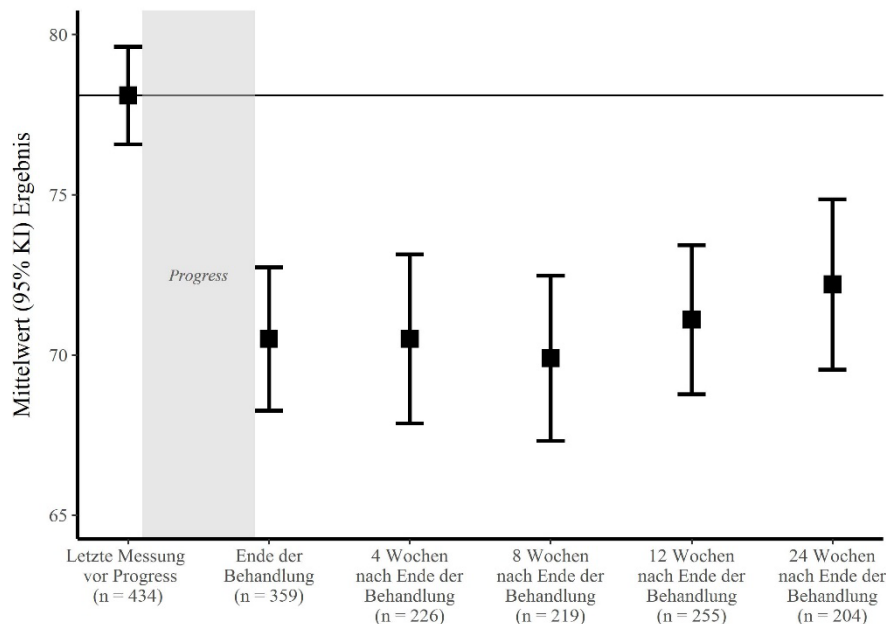 80
75
70
65
Mittelwert (95% KI) Ergebnis
Progress
Letzte Messung
vor Progress
(n = 434)
Ende der
Behandlung
(n = 359)
4 Wochen
nach Ende der
Behandlung
(n = 226)
8 Wochen
nach Ende der
Behandlung
(n = 219)
12 Wochen
nach Ende der
Behandlung
(n = 255)
24 Wochen
nach Ende der
Behandlung
(n = 204)